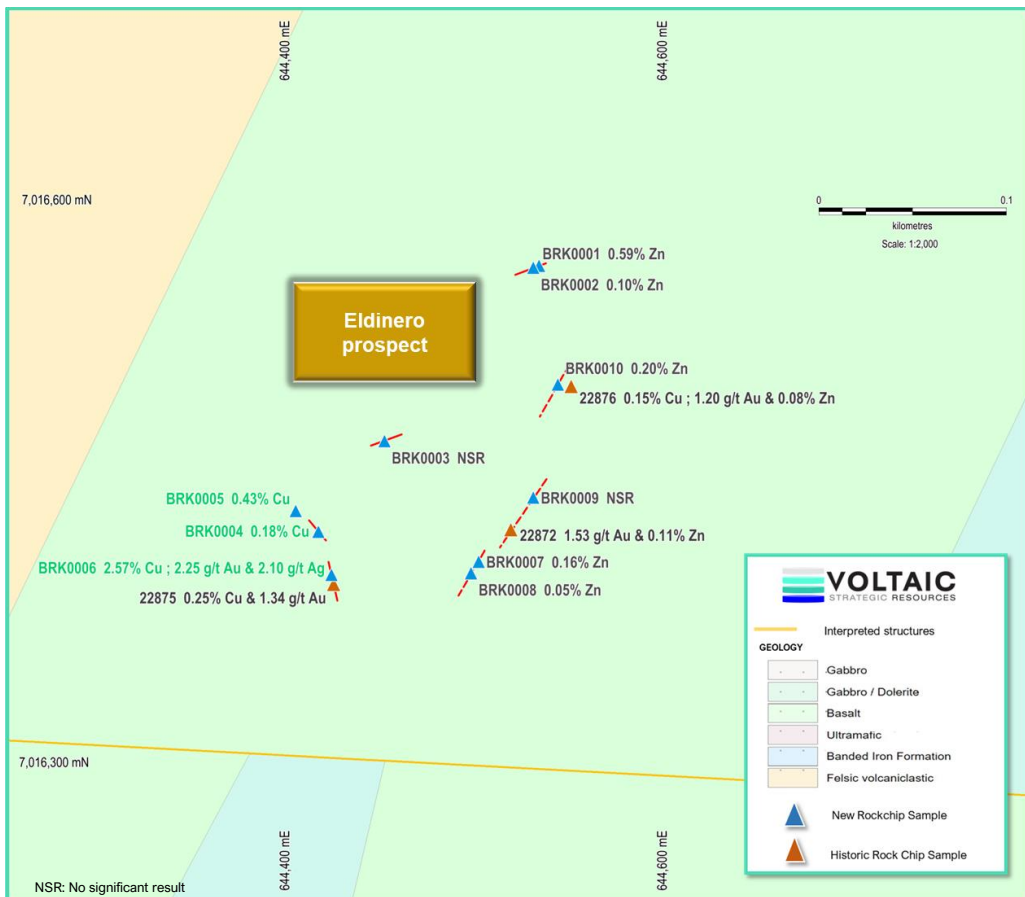 644,400 mE
644,600 mE
7,016,600 mN
0
0.1
kilometres
Scale: 1:2,000
BRK0001 0.59% Zn
BRK0002 0.10% Zn
Eldinero
prospect
BRK0010 0.20% Zn
22876 0.15% Cu ; 1.20 g/t Au & 0.08% Zn
BRK0003 NSR
BRK0005 0.43% Cu
BRK0009 NSR
BRK0004 0.18% Cu
22872 1.53 g/t Au & 0.11% Zn
BRK0006 2.57% Cu ; 2.25 g/t Au & 2.10 g/t Ag
BRK0007 0.16% Zn
BRK0008 0.05% Zn
22875 0.25% Cu & 1.34 g/t Au
VOLTAIC
STRATEGIC RESOURCES
Interpreted structures
GEOLOGY
Gabbro
Gabbro / Dolerite
Basalt
Ultramafic
Banded Iron Formation
Felsic volcaniclastic
New Rockchip Sample
Historic Rock Chip Sample
7,016,300 mN
644,400 mE
644,600 mE
NSR: No significant result